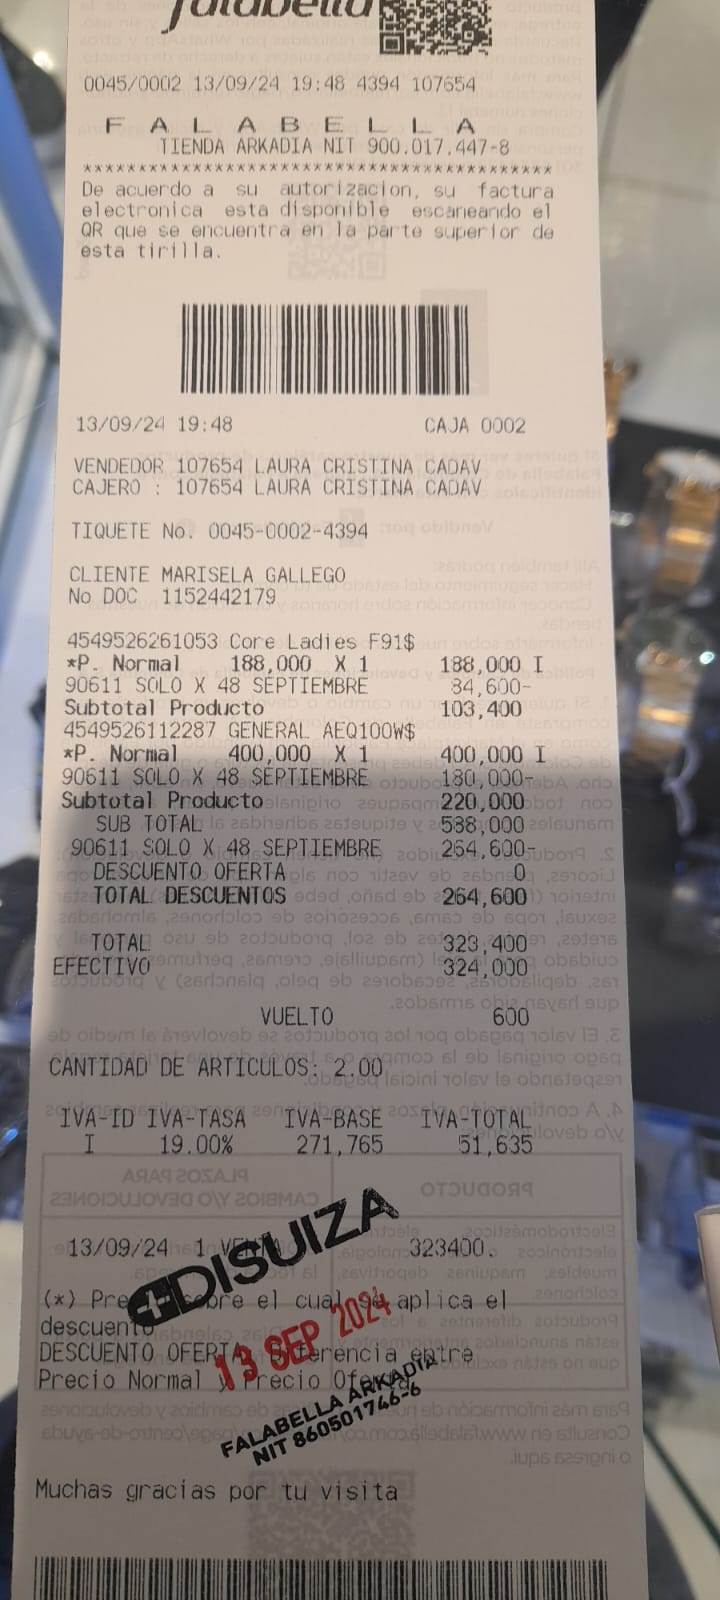 falabella
0045/0002 13/09/24 19:48 4394 107654
F A L A B E L L A
TIENDA ARKADIA NIT 900.017.447-8
******************************************
De acuerdo a su autorizacion, su factura
electronica esta disponible escaneando el
QR que se encuentra en la parte superior de
esta tirilla.
13/09/24 19:48 CAJA 0002
VENDEDOR 107654 LAURA CRISTINA CADAV
CAJERO : 107654 LAURA CRISTINA CADAV
TIQUETE No. 0045-0002-4394
CLIENTE MARISELA GALLEGO
No DOC 1152442179
4549526261053 Core Ladies F91$
*P. Normal 188,000 X 1 188,000 I
90611 SOLO X 48 SEPTIEMBRE 84,600-
Subtotal Producto 103,400
4549526112287 GENERAL AEQ100W$
*P. Normal 400,000 X 1 400,000 I
90611 SOLO X 48 SEPTIEMBRE 180,000-
Subtotal Producto 220,000
SUB TOTAL 588,000
90611 SOLO X 48 SEPTIEMBRE 264,600-
DESCUENTO OFERTA 0
TOTAL DESCUENTOS 264,600
TOTAL 323,400
EFECTIVO 324,000
VUELTO 600
CANTIDAD DE ARTICULOS: 2.00
IVA-ID IVA-TASA IVA-BASE IVA-TOTAL
I 19.00% 271,765 51,635
13/09/24 1 VENTA 323400.
DISUIZA
(*) Precio sobre el cual se aplica el
descuento
13 SEP 2024
DESCUENTO OFERTA: Diferencia entre
Precio Normal y Precio Oferta
FALABELLA ARKADIA
NIT 860501746-6
Muchas gracias por tu visita